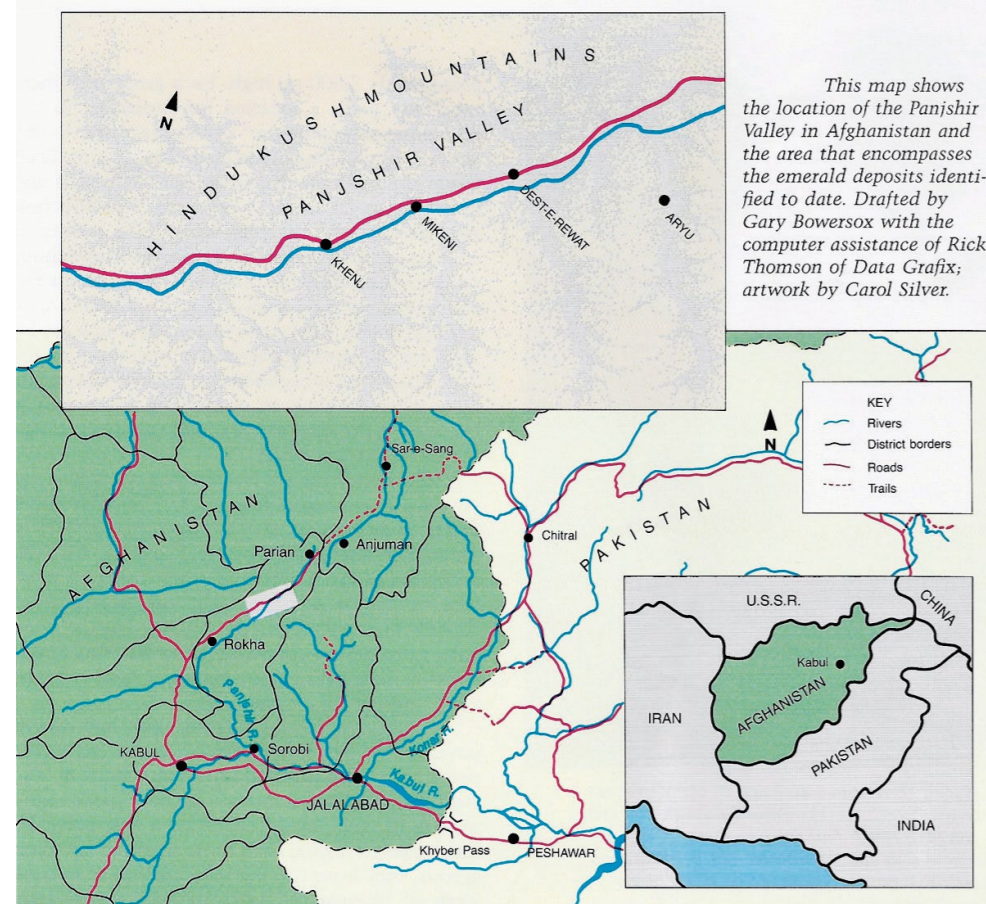 HINDU KUSH MOUNTAINS
PANJSHIR VALLEY
N
KHENJ
MIKENI
DEST-E-REWAT
ARYU
This map shows
the location of the Panjshir
Valley in Afghanistan and
the area that encompasses
the emerald deposits identi-
fied to date. Drafted by
Gary Bowersox with the
computer assistance of Rick
Thomson of Data Grafix;
artwork by Carol Silver.
KEY
Rivers
District borders
Roads
Trails
N
Sar-e-Sang
AFGHANISTAN
Parian
Anjuman
Chitral
PAKISTAN
Rokha
Panjshir R.
KABUL
Sorobi
Konar R.
Kabul R.
JALALABAD
Khyber Pass
PESHAWAR
U.S.S.R.
CHINA
Kabul
AFGHANISTAN
IRAN
PAKISTAN
INDIA